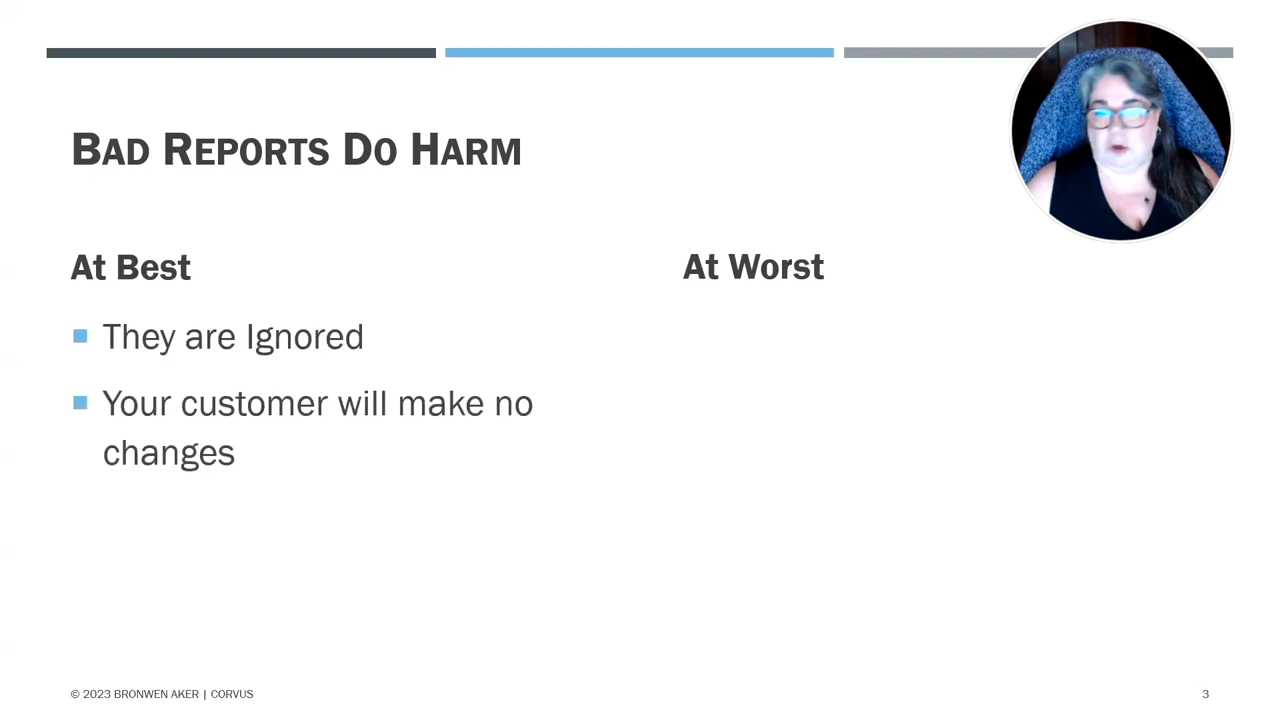 BAD REPORTS DO HARM
At Best
They are Ignored
Your customer will make no
changes
At Worst
© 2023 BRONWEN AKER | CORVUS
3